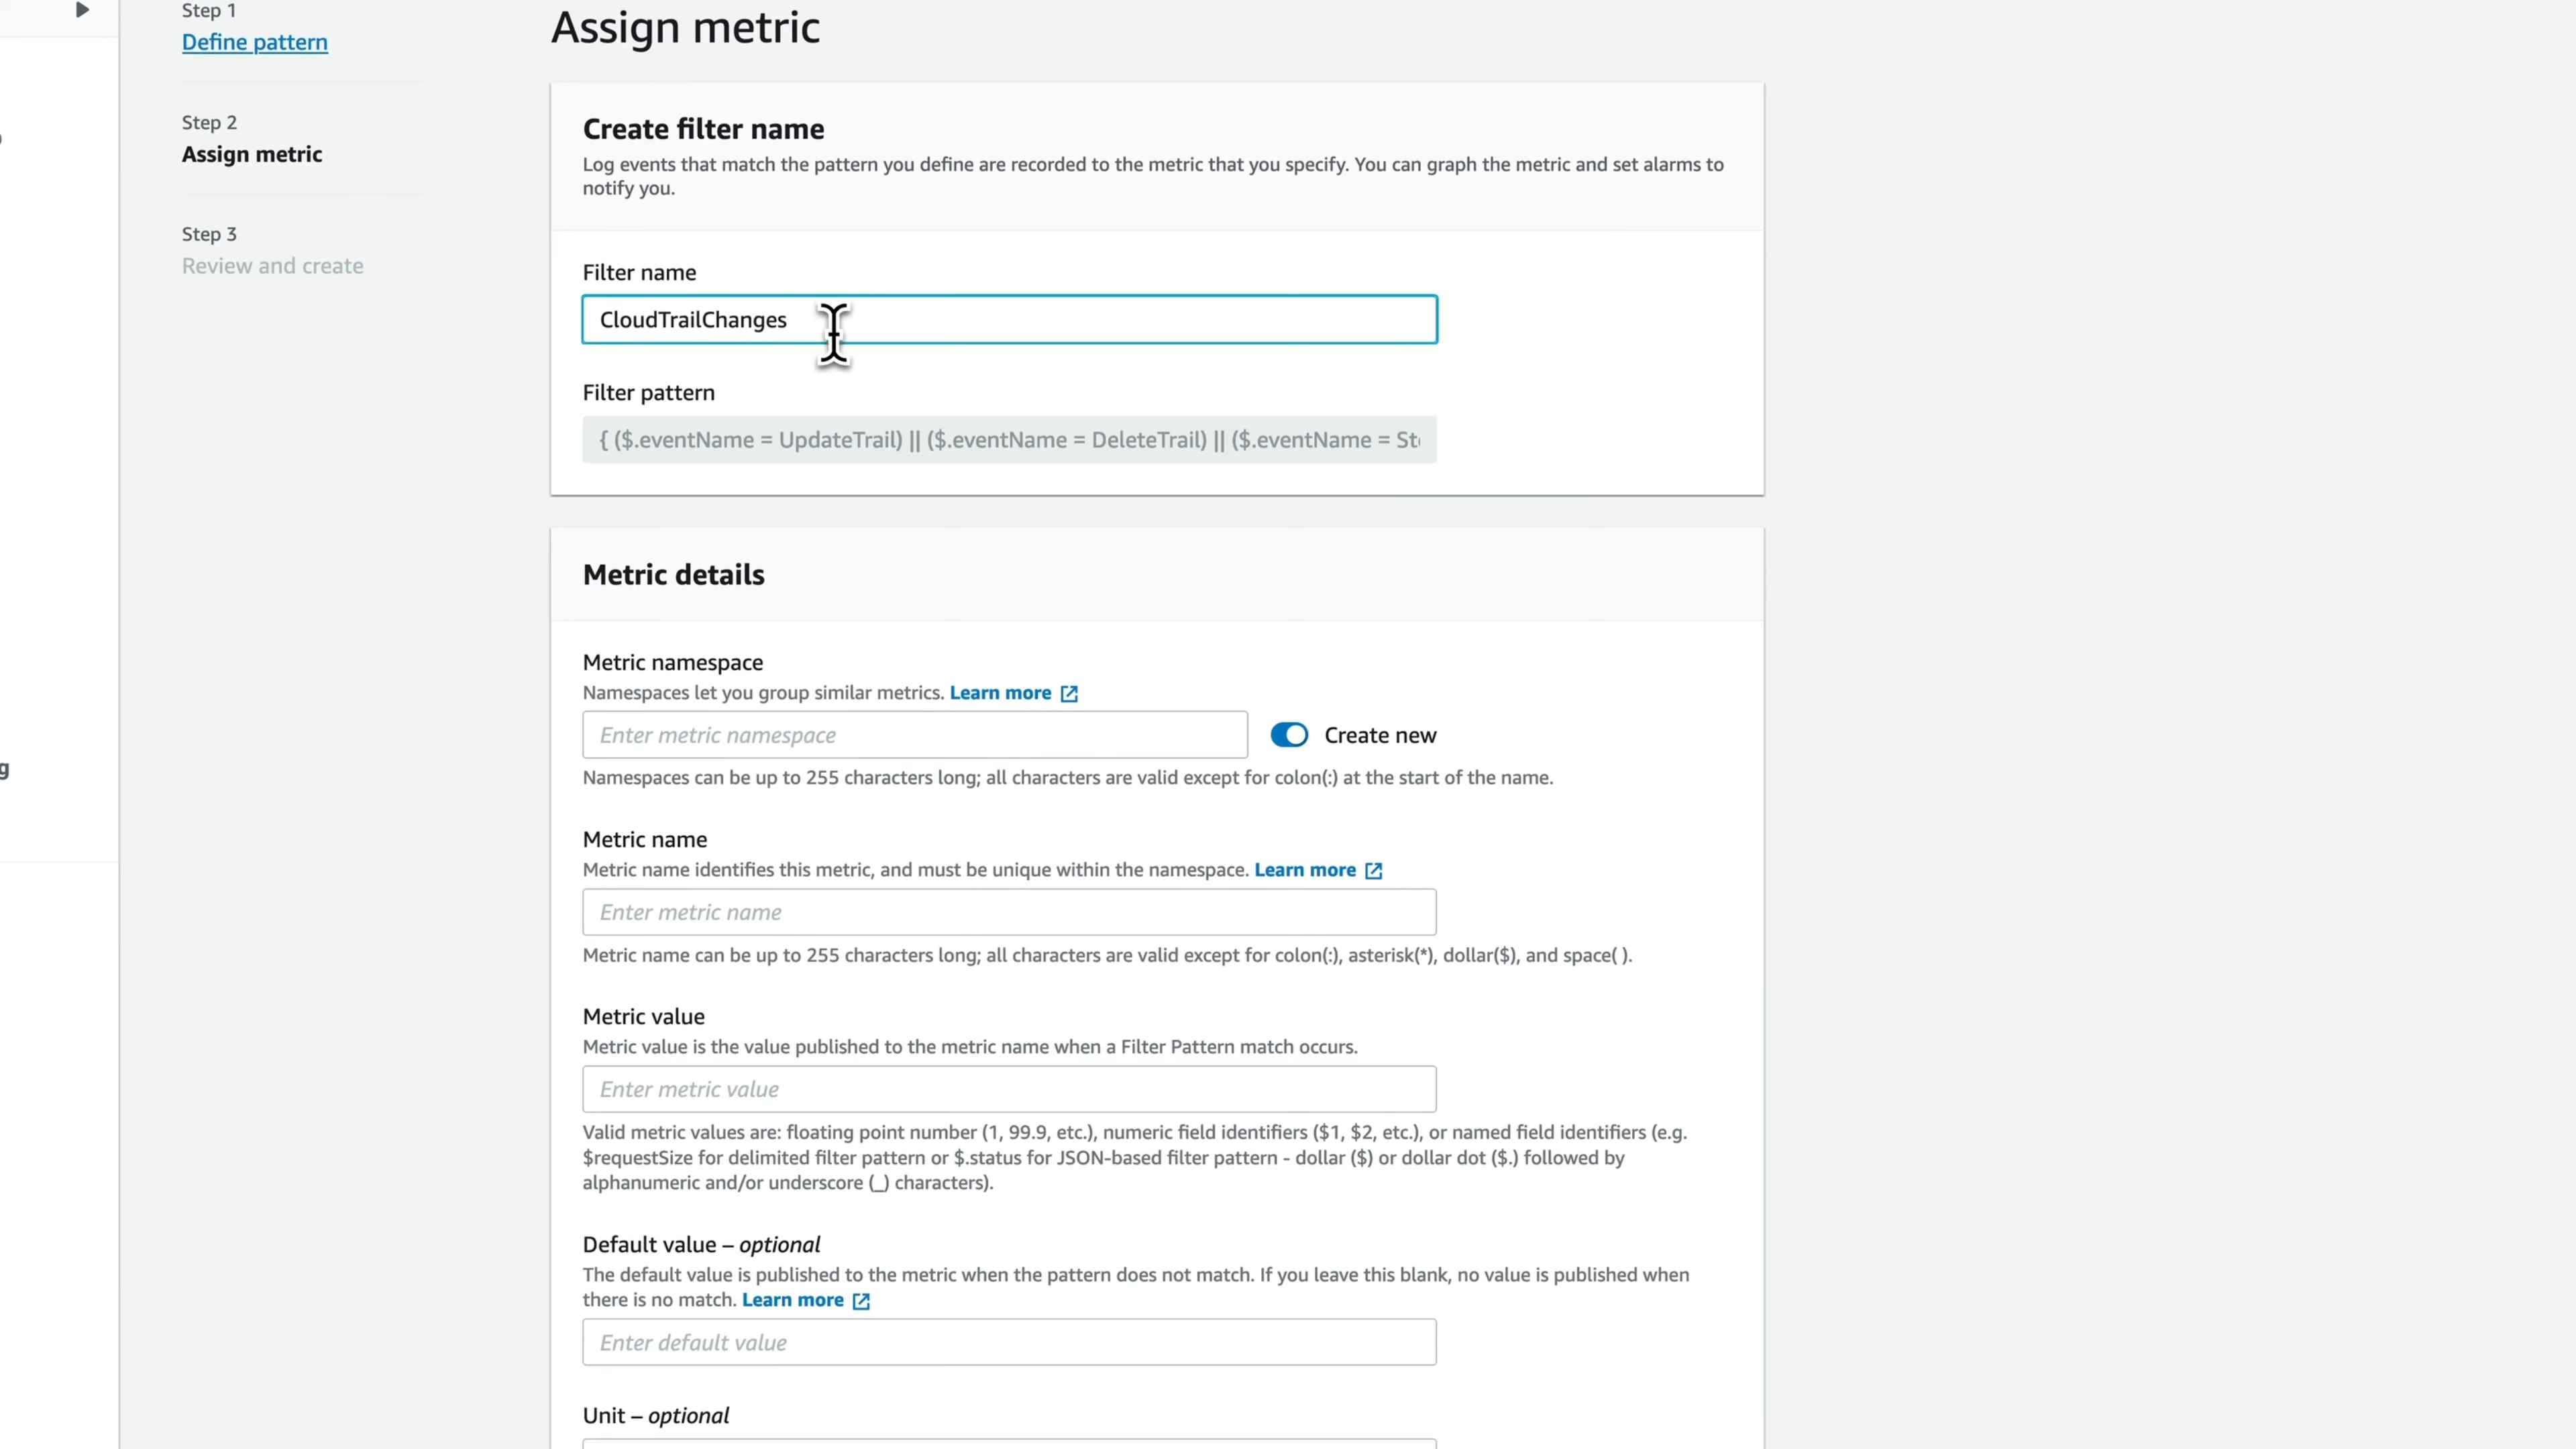 Step 1
Define pattern
Step 2
Assign metric
Step 3
Review and create
Assign metric
Create filter name
Log events that match the pattern you define are recorded to the metric that you specify. You can graph the metric and set alarms to
notify you.
Filter name
CloudTrailChanges
Filter pattern
{ ($.eventName = UpdateTrail) || ($.eventName = DeleteTrail) || ($.eventName =
Metric details
Metric namespace
Namespaces let you group similar metrics. Learn more
Enter metric namespace
Create new
Namespaces can be up to 255 characters long; all characters are valid except for colon(:) at the start of the name.
Metric name
Metric name identifies this metric, and must be unique within the namespace. Learn more
Enter metric name
Metric name can be up to 255 characters long; all characters are valid except for colon(:), asterisk(*), dollar($), and space( ).
Metric value
Metric value is the value published to the metric name when a Filter Pattern match occurs.
Enter metric value
Valid metric values are: floating point number (1, 99.9, etc.), numeric field identifiers ($1, $2, etc.), or named field identifiers (e.g.
$requestSize for delimited filter pattern or $.status for JSON-based filter pattern - dollar ($) or dollar dot ($.) followed by
alphanumeric and/or underscore (_) characters).
Default value – optional
The default value is published to the metric when the pattern does not match. If you leave this blank, no value is published when
there is no match. Learn more
Enter default value
Unit – optional